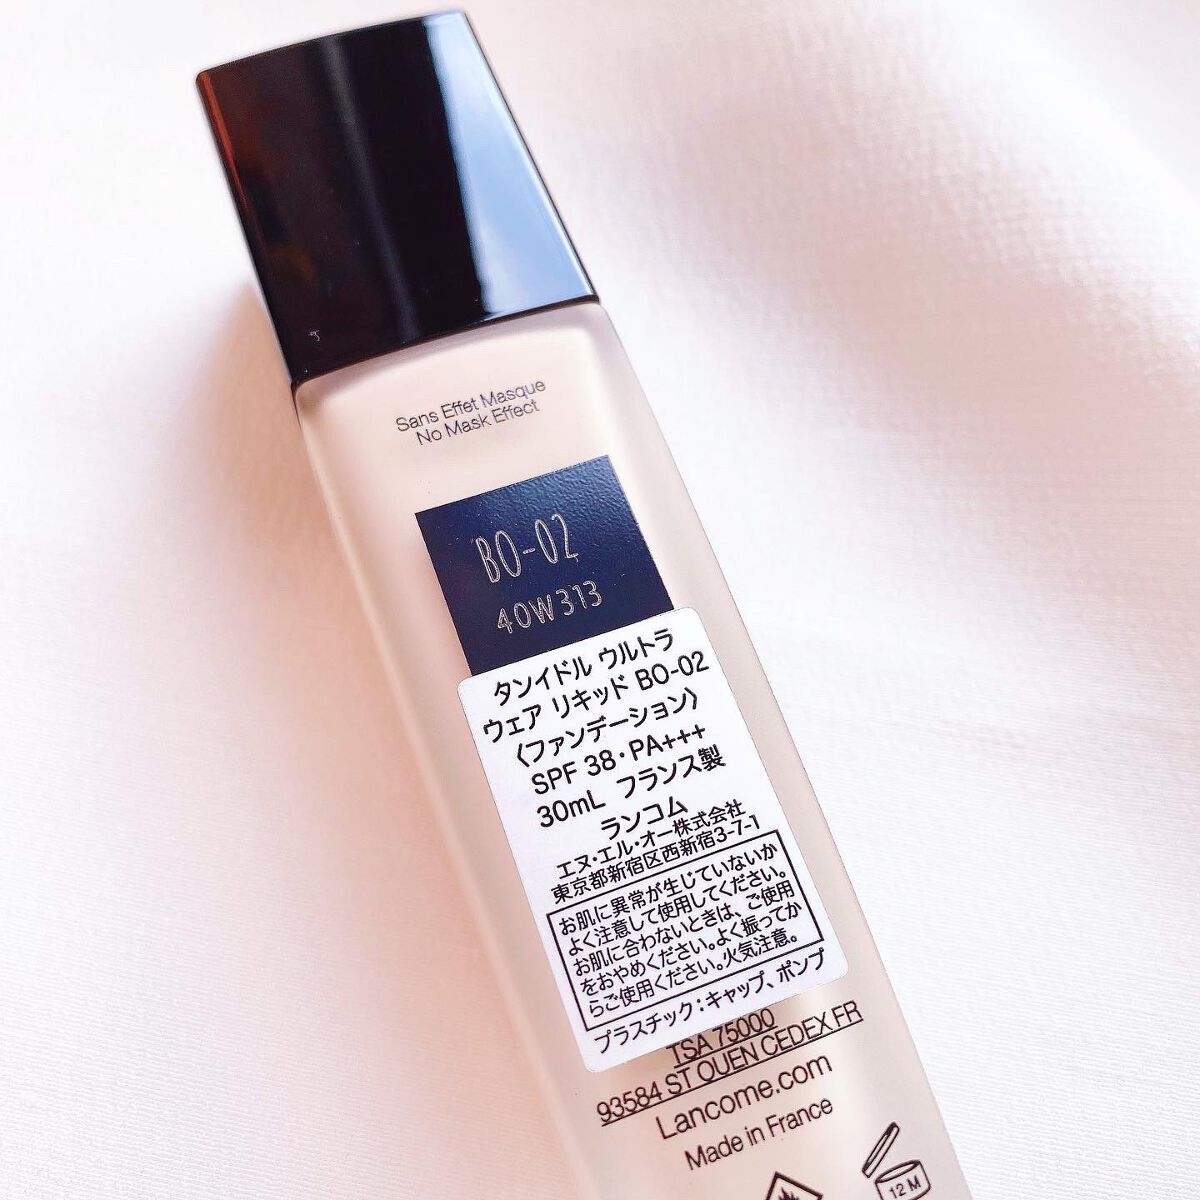 Sans Effet Masque
No Mask Effect
BO-02
40W313
タンイドル ウルトラ
ウェア リキッド BO-02
〈ファンデーション〉
SPF 38・PA+++
30mL フランス製
ランコム
エヌ・エル・オー株式会社
東京都新宿区西新宿3-7-1
お肌に異常が生じていないか
よく注意して使用してください。
お肌に合わないときは、ご使用
をおやめください。よく振ってか
らご使用ください。火気注意。
プラスチック：キャップ、ポンプ
TSA 75000
93584 ST OUEN CEDEX FR
Lancome.com
Made in France
12 M